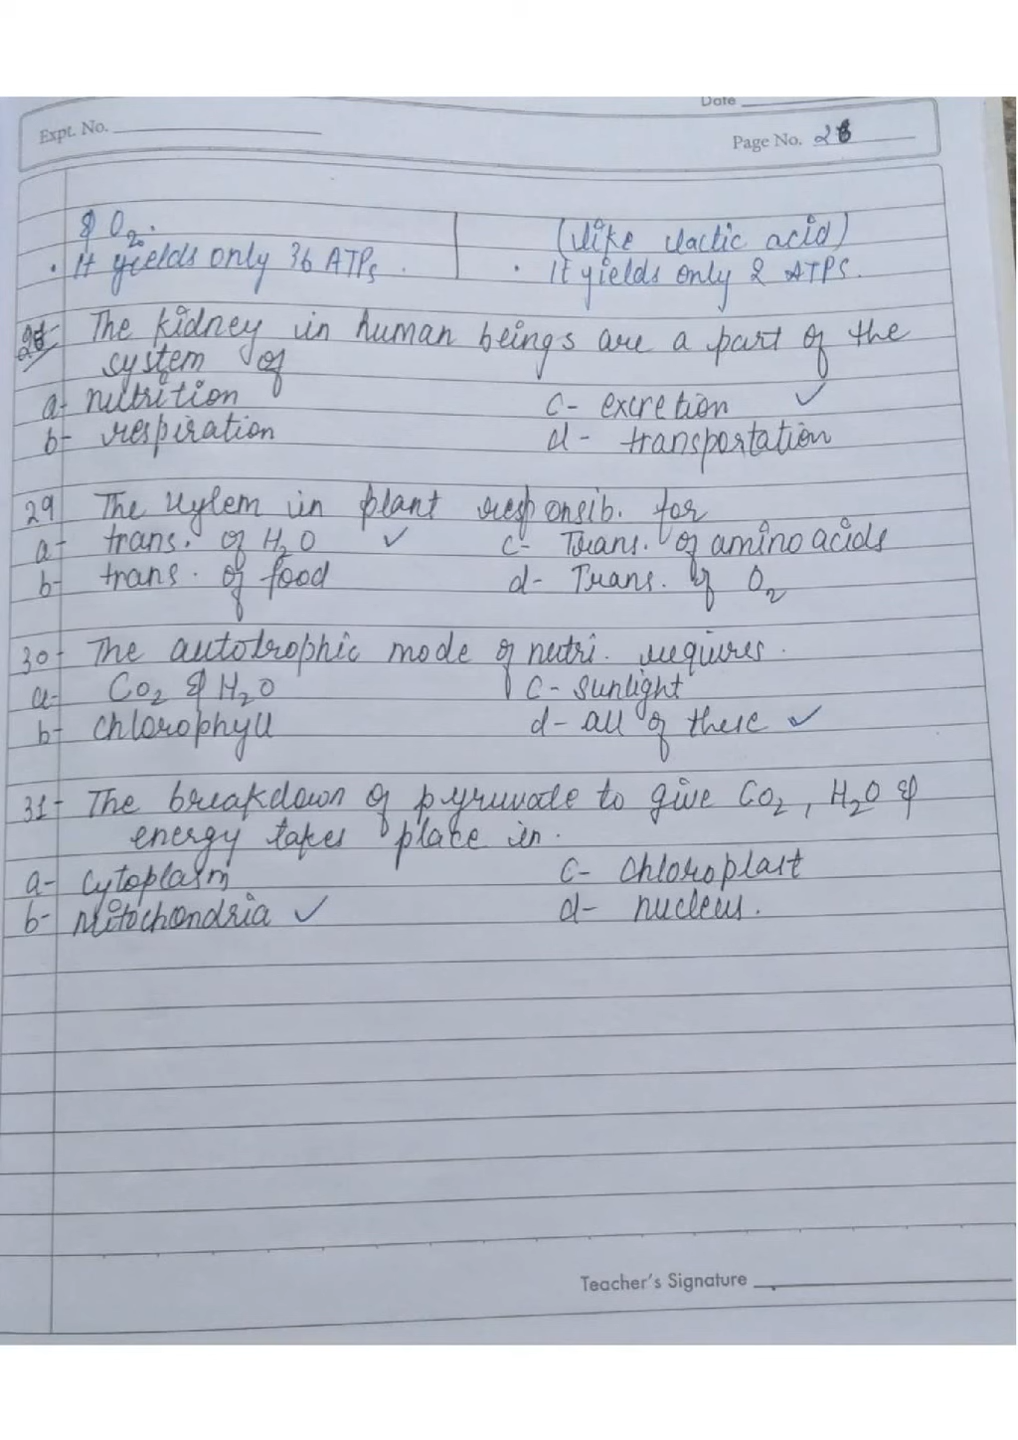 Date
Expt. No.
Page No. 28
& O2.
(like lactic acid)
• It yields only 36 ATPs.
• It yields only 2 ATPs.
28- The kidney in human beings are a part of the
system of
a- nutrition
c- excretion ✓
b- respiration
d- transportation
29 The xylem in plant responsib. for
a- trans. of H2O ✓
c- Trans. of amino acids
b- trans. of food
d- Trans. of O2
30- The autotrophic mode of nutri. requires.
a- CO2 & H2O
c- sunlight
b- chlorophyll
d- all of these ✓
31- The breakdown of pyruvate to give CO2, H2O &
energy takes place in.
a- cytoplasm
c- chloroplast
b- Mitochondria ✓
d- nucleus.
Teacher's Signature